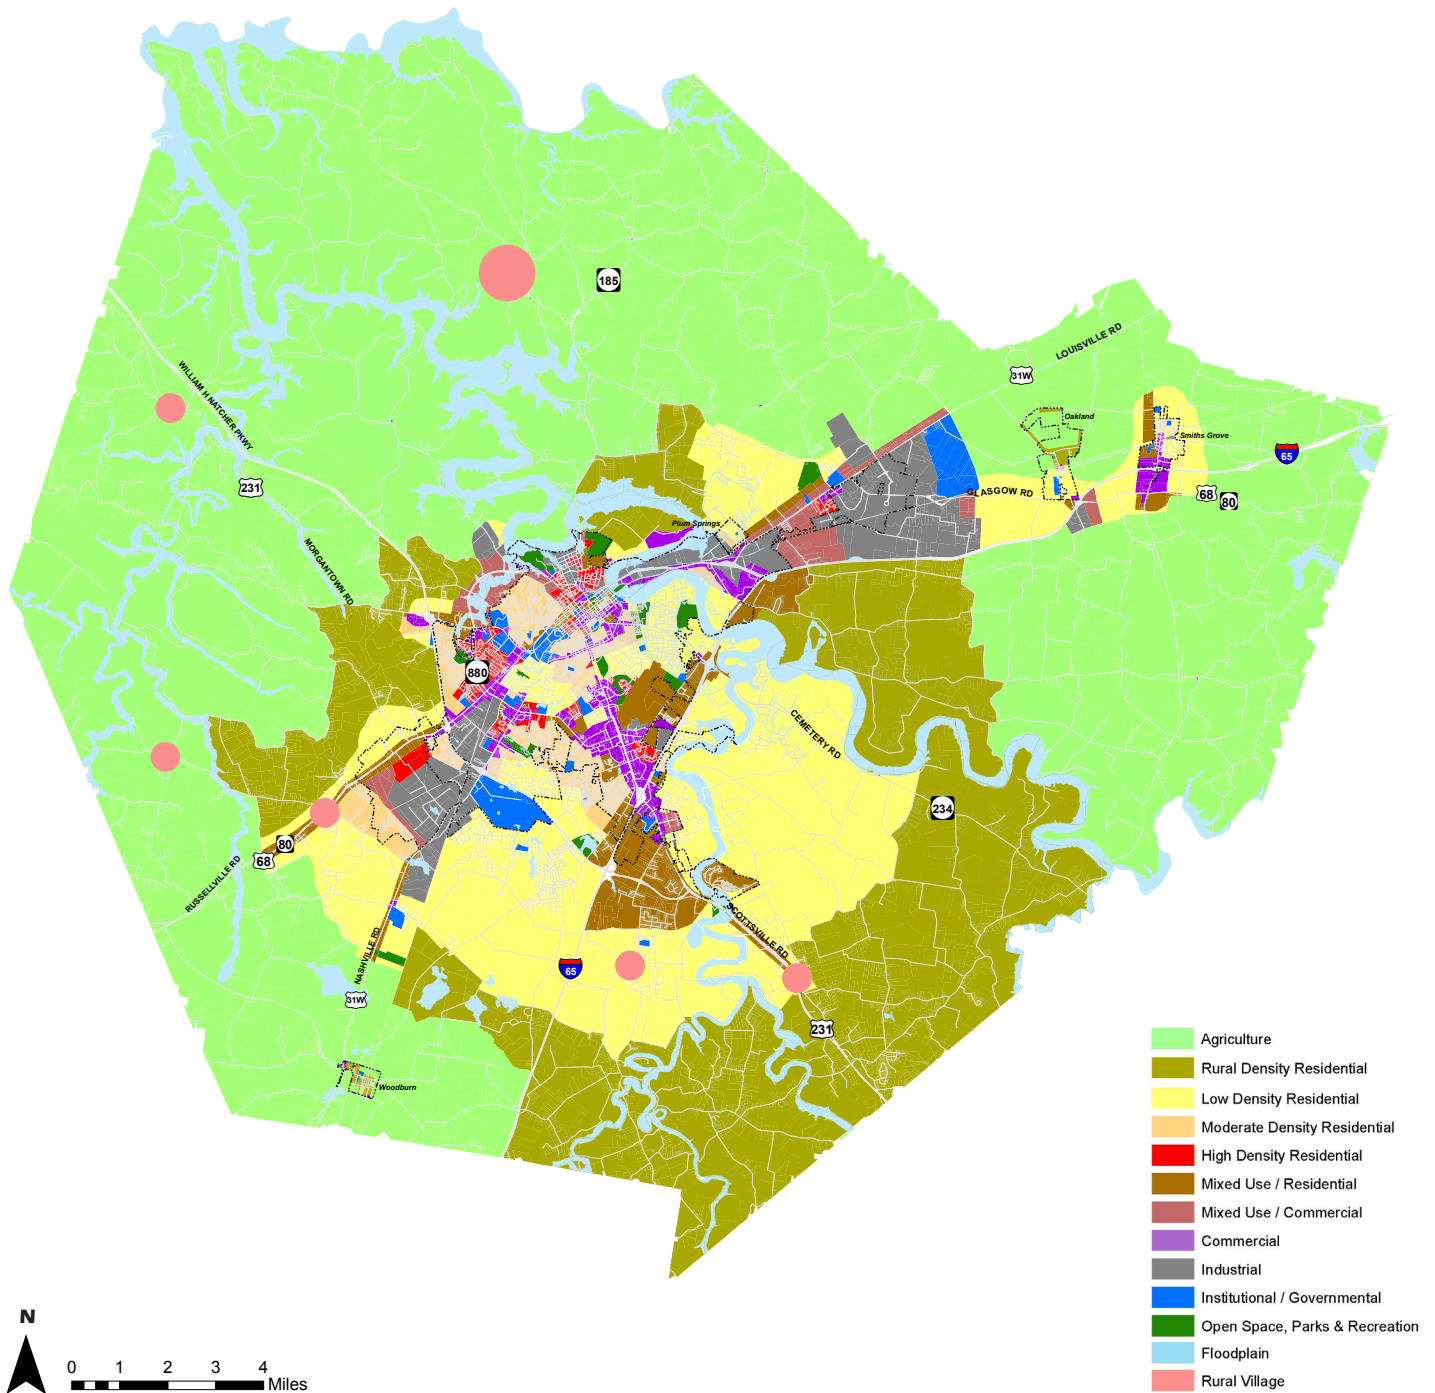 185
LOUISVILLE RD
31W
WILLIAM H NATCHER PKWY
Oakland
Smiths Grove
65
231
GLASGOW RD
68
80
Plum Springs
MORGANTOWN RD
880
CEMETERY RD
234
80
68
RUSSELLVILLE RD
SCOTTSVILLE RD
NASHVILLE RD
65
31W
231
Woodburn
Agriculture
Rural Density Residential
Low Density Residential
Moderate Density Residential
High Density Residential
Mixed Use / Residential
Mixed Use / Commercial
Commercial
Industrial
Institutional / Governmental
Open Space, Parks & Recreation
Floodplain
Rural Village
N
0 1 2 3 4
Miles